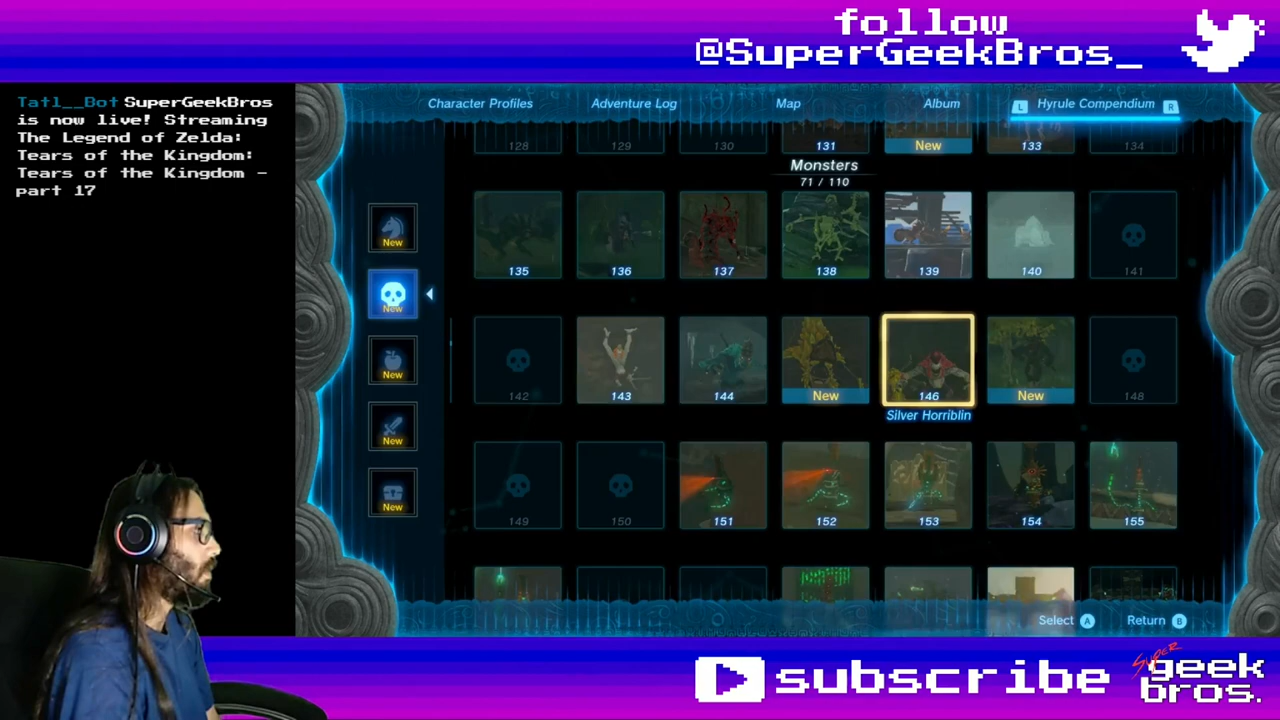 follow
@SuperGeekBros_
Tatl__Bot SuperGeekBros
is now live! Streaming
The Legend of Zelda:
Tears of the Kingdom:
Tears of the Kingdom -
part 17
Character Profiles
Adventure Log
Map
Album
L Hyrule Compendium R
128 129 130 131 New 133 134
Monsters
71 / 110
New
New
New
New
New
135 136 137 138 139 140 141
142 143 144 New 146 New 148
Silver Horriblin
149 150 151 152 153 154 155
Select A Return B
subscribe
SUPER
geek
bros.